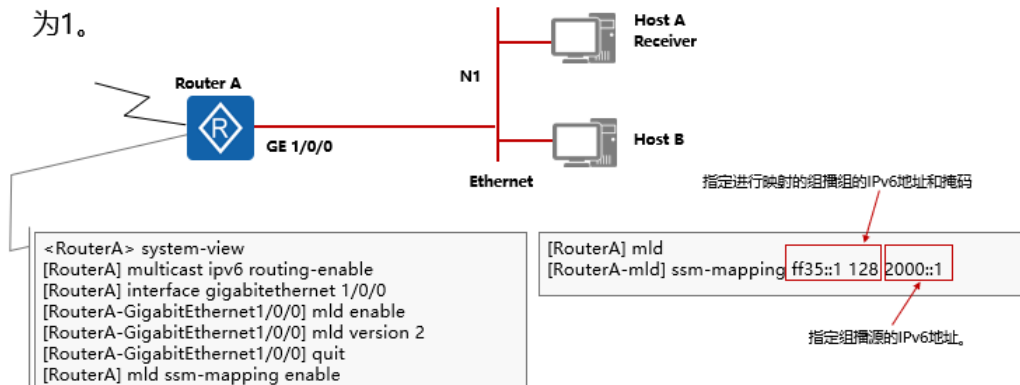 为1。
Host A
Receiver
Router A
N1
GE 1/0/0
Host B
Ethernet
指定进行映射的组播组的IPv6地址和掩码
<RouterA> system-view
[RouterA] multicast ipv6 routing-enable
[RouterA] interface gigabitethernet 1/0/0
[RouterA-GigabitEthernet1/0/0] mld enable
[RouterA-GigabitEthernet1/0/0] mld version 2
[RouterA-GigabitEthernet1/0/0] quit
[RouterA] mld ssm-mapping enable
[RouterA] mld
[RouterA-mld] ssm-mapping ff35::1 128 2000::1
指定组播源的IPv6地址。